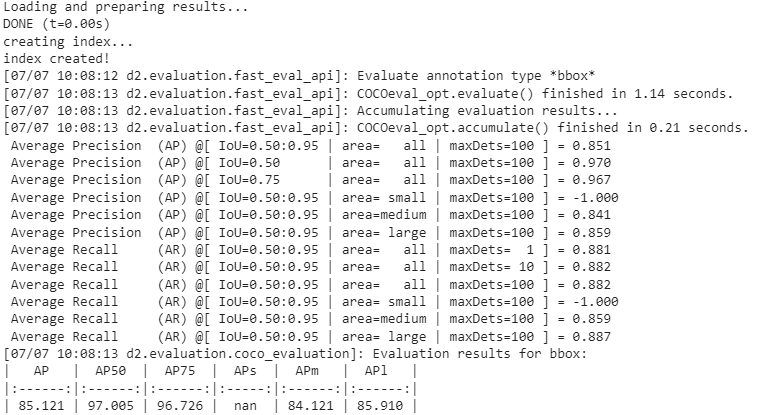 Loading and preparing results...
DONE (t=0.00s)
creating index...
index created!
[07/07 10:08:12 d2.evaluation.fast_eval_api]: Evaluate annotation type *bbox*
[07/07 10:08:13 d2.evaluation.fast_eval_api]: COCOeval_opt.evaluate() finished in 1.14 seconds.
[07/07 10:08:13 d2.evaluation.fast_eval_api]: Accumulating evaluation results...
[07/07 10:08:13 d2.evaluation.fast_eval_api]: COCOeval_opt.accumulate() finished in 0.21 seconds.
 Average Precision  (AP) @[ IoU=0.50:0.95 | area=   all | maxDets=100 ] = 0.851
 Average Precision  (AP) @[ IoU=0.50      | area=   all | maxDets=100 ] = 0.970
 Average Precision  (AP) @[ IoU=0.75      | area=   all | maxDets=100 ] = 0.967
 Average Precision  (AP) @[ IoU=0.50:0.95 | area= small | maxDets=100 ] = -1.000
 Average Precision  (AP) @[ IoU=0.50:0.95 | area=medium | maxDets=100 ] = 0.841
 Average Precision  (AP) @[ IoU=0.50:0.95 | area= large | maxDets=100 ] = 0.859
 Average Recall     (AR) @[ IoU=0.50:0.95 | area=   all | maxDets=  1 ] = 0.881
 Average Recall     (AR) @[ IoU=0.50:0.95 | area=   all | maxDets= 10 ] = 0.882
 Average Recall     (AR) @[ IoU=0.50:0.95 | area=   all | maxDets=100 ] = 0.882
 Average Recall     (AR) @[ IoU=0.50:0.95 | area= small | maxDets=100 ] = -1.000
 Average Recall     (AR) @[ IoU=0.50:0.95 | area=medium | maxDets=100 ] = 0.859
 Average Recall     (AR) @[ IoU=0.50:0.95 | area= large | maxDets=100 ] = 0.887
[07/07 10:08:13 d2.evaluation.coco_evaluation]: Evaluation results for bbox:
|   AP   |  AP50  |  AP75  |  APs  |  APm   |  APl   |
|:------:|:------:|:------:|:-----:|:------:|:------:|
| 85.121 | 97.005 | 96.726 |  nan  | 84.121 | 85.910 |